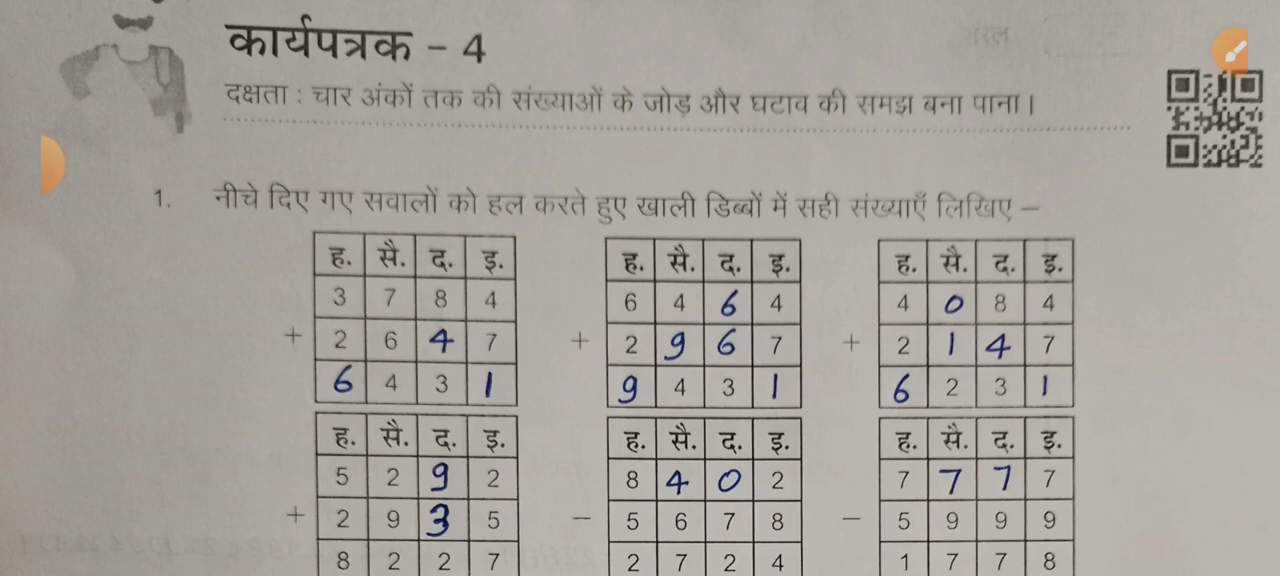 कार्यपत्रक – 4
दक्षता : चार अंकों तक की संख्याओं के जोड़ और घटाव की समझ बना पाना।
1. नीचे दिए गए सवालों को हल करते हुए खाली डिब्बों में सही संख्याएँ लिखिए –
ह. सै. द. इ. ह. सै. द. इ. ह. सै. द. इ.
3 7 8 4 6 4 6 4 4 0 8 4
+ 2 6 4 7 + 2 9 6 7 + 2 1 4 7
6 4 3 1 9 4 3 1 6 2 3 1
ह. सै. द. इ. ह. सै. द. इ. ह. सै. द. इ.
5 2 9 2 8 4 0 2 7 7 7 7
+ 2 9 3 5 – 5 6 7 8 – 5 9 9 9
8 2 2 7 2 7 2 4 1 7 7 8